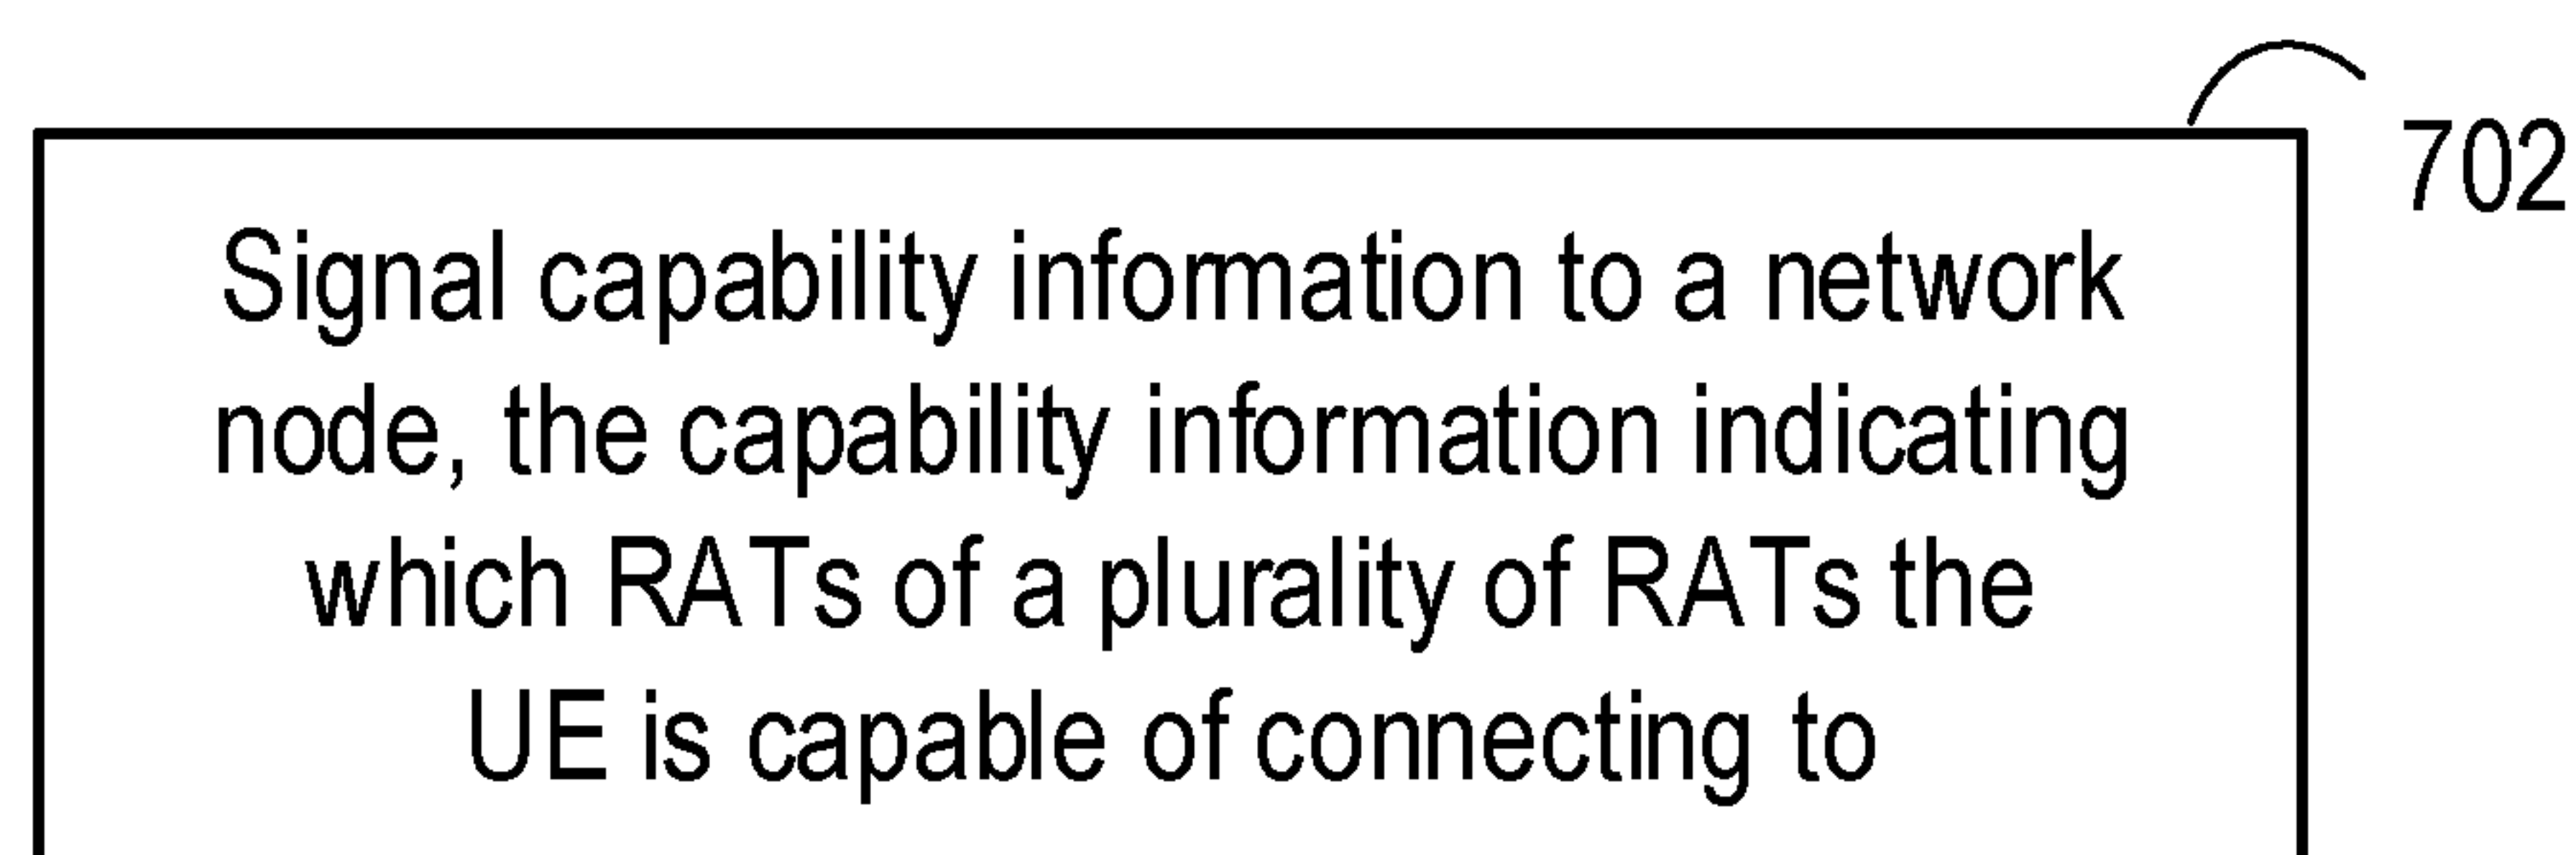 702
Signal capability information to a network
node, the capability information indicating
which RATs of a plurality of RATs the
UE is capable of connecting to